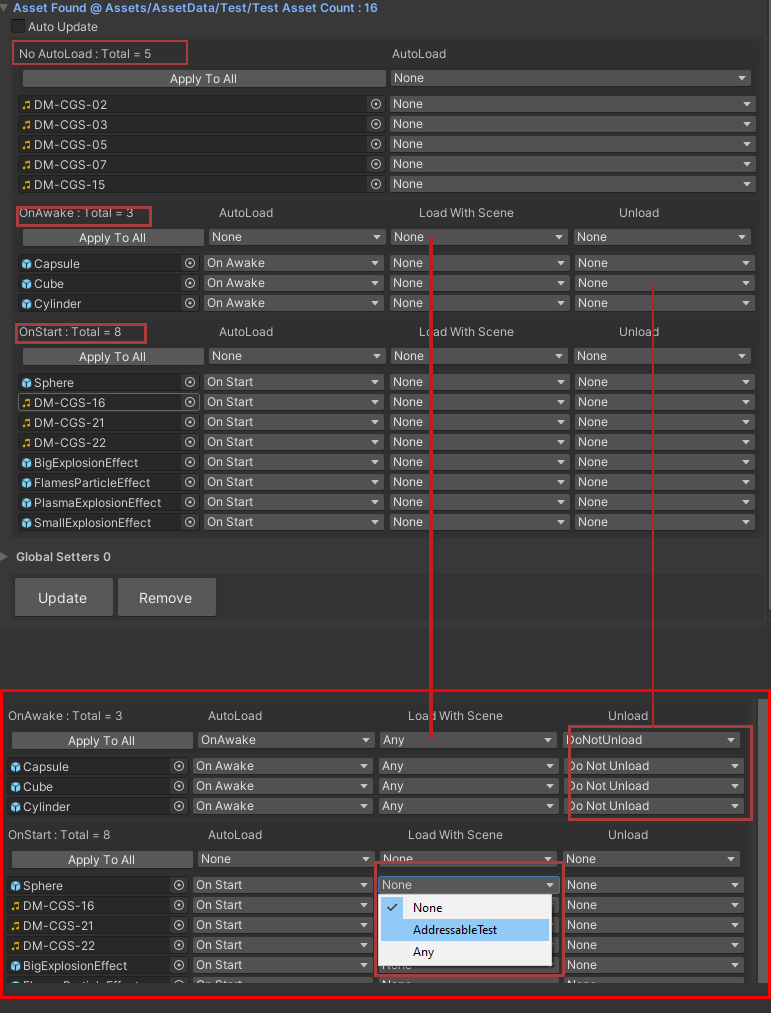 Asset Found @ Assets/AssetData/Test/Test Asset Count : 16
Auto Update
No AutoLoad : Total = 5 AutoLoad
Apply To All None
DM-CGS-02 None
DM-CGS-03 None
DM-CGS-05 None
DM-CGS-07 None
DM-CGS-15 None
OnAwake : Total = 3 AutoLoad Load With Scene Unload
Apply To All None None None
Capsule On Awake None None
Cube On Awake None None
Cylinder On Awake None None
OnStart : Total = 8 AutoLoad Load With Scene Unload
Apply To All None None None
Sphere On Start None None
DM-CGS-16 On Start None None
DM-CGS-21 On Start None None
DM-CGS-22 On Start None None
BigExplosionEffect On Start None None
FlamesParticleEffect On Start None None
PlasmaExplosionEffect On Start None None
SmallExplosionEffect On Start None None
Global Setters 0
Update Remove
OnAwake : Total = 3 AutoLoad Load With Scene Unload
Apply To All OnAwake Any DoNotUnload
Capsule On Awake Any Do Not Unload
Cube On Awake Any Do Not Unload
Cylinder On Awake Any Do Not Unload
OnStart : Total = 8 AutoLoad Load With Scene Unload
Apply To All None None None
Sphere On Start None None
DM-CGS-16 On Start None None
DM-CGS-21 On Start AddressableTest None
DM-CGS-22 On Start Any None
BigExplosionEffect On Start None None